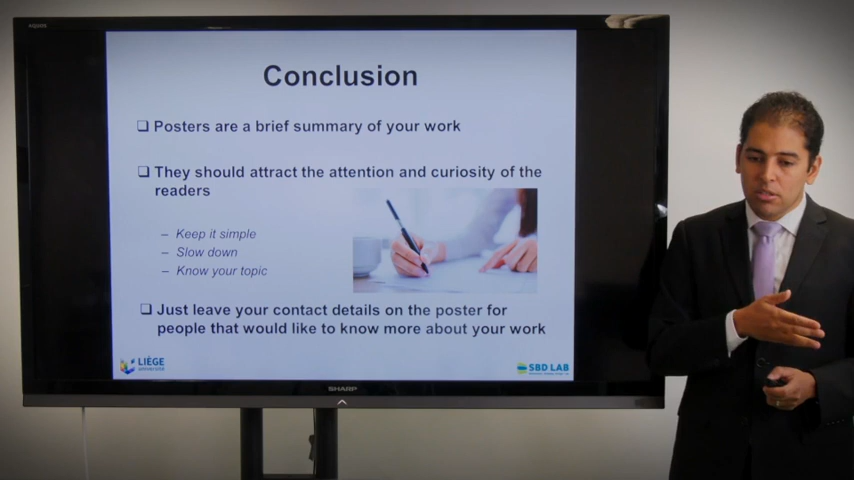 Conclusion
Posters are a brief summary of your work
They should attract the attention and curiosity of the
readers
– Keep it simple
– Slow down
– Know your topic
Just leave your contact details on the poster for
people that would like to know more about your work
LIÈGE
université
SBD LAB
SHARP